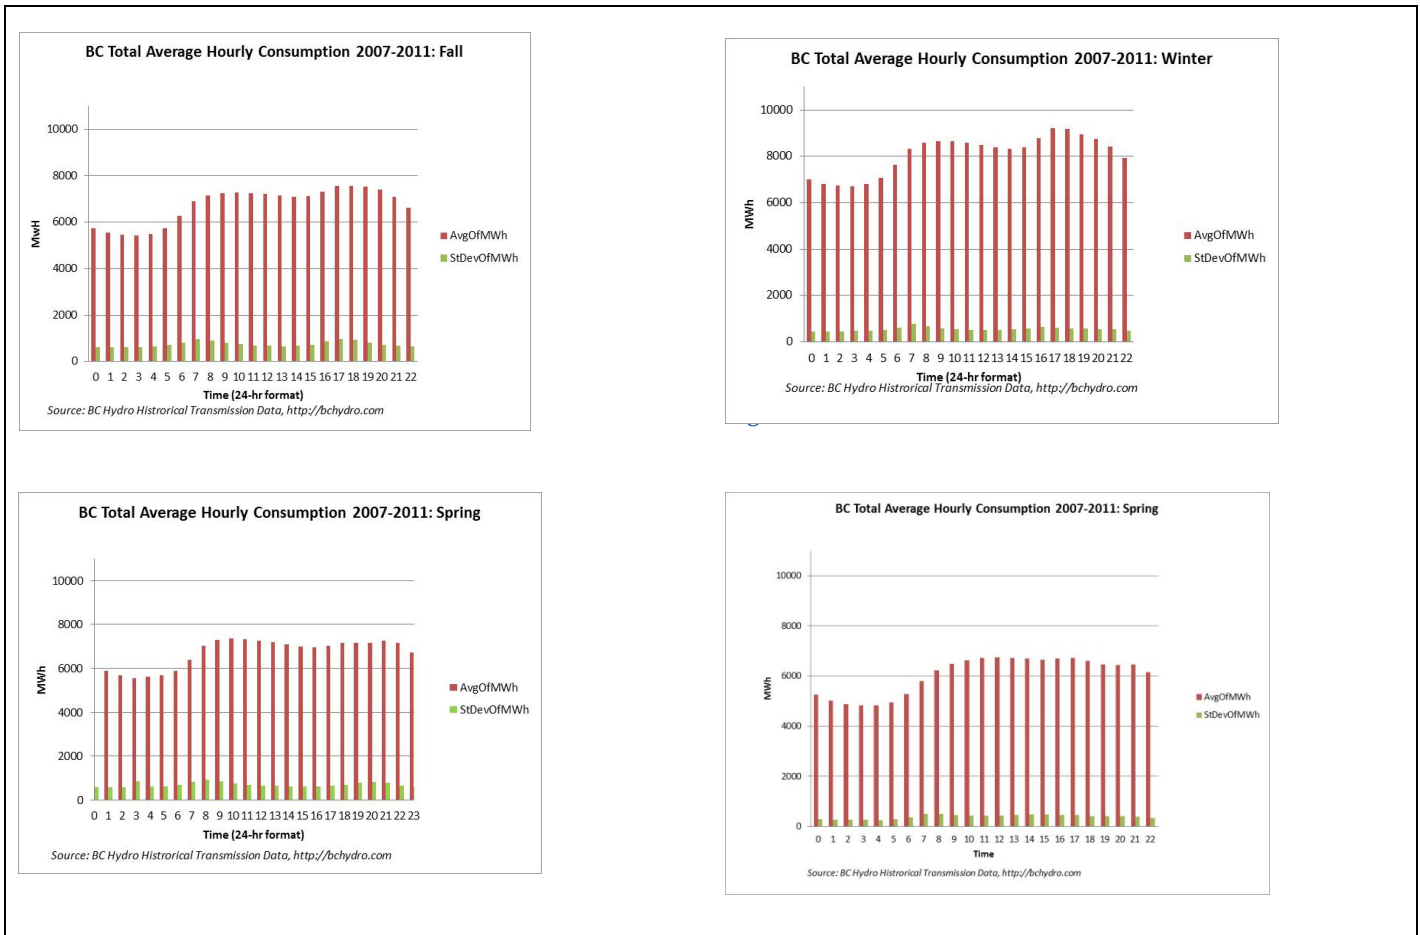 BC Total Average Hourly Consumption 2007-2011: Fall
10000
8000
6000
4000
2000
0
MwH
AvgOfMWh
StDevOfMWh
0 1 2 3 4 5 6 7 8 9 10 11 12 13 14 15 16 17 18 19 20 21 22
Time (24-hr format)
Source: BC Hydro Histrorical Transmission Data, http://bchydro.com
BC Total Average Hourly Consumption 2007-2011: Winter
10000
8000
6000
4000
2000
0
MWh
AvgOfMWh
StDevOfMWh
0 1 2 3 4 5 6 7 8 9 10 11 12 13 14 15 16 17 18 19 20 21 22
Time (24-hr format)
Source: BC Hydro Histrorical Transmission Data, http://bchydro.com
BC Total Average Hourly Consumption 2007-2011: Spring
10000
8000
6000
4000
2000
0
MWh
AvgOfMWh
StDevOfMWh
0 1 2 3 4 5 6 7 8 9 10 11 12 13 14 15 16 17 18 19 20 21 22 23
Time (24-hr format)
Source: BC Hydro Histrorical Transmission Data, http://bchydro.com
BC Total Average Hourly Consumption 2007-2011: Spring
10000
8000
6000
4000
2000
0
MWh
AvgOfMWh
StDevOfMWh
0 1 2 3 4 5 6 7 8 9 10 11 12 13 14 15 16 17 18 19 20 21 22
Time
Source: BC Hydro Histrorical Transmission Data, http://bchydro.com